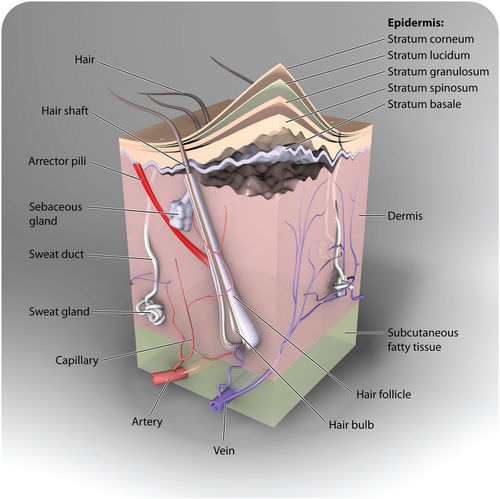 Epidermis:
Stratum corneum
Stratum lucidum
Stratum granulosum
Stratum spinosum
Stratum basale
Hair
Hair shaft
Arrector pili
Sebaceous
gland
Sweat duct
Sweat gland
Capillary
Artery
Vein
Dermis
Subcutaneous
fatty tissue
Hair follicle
Hair bulb